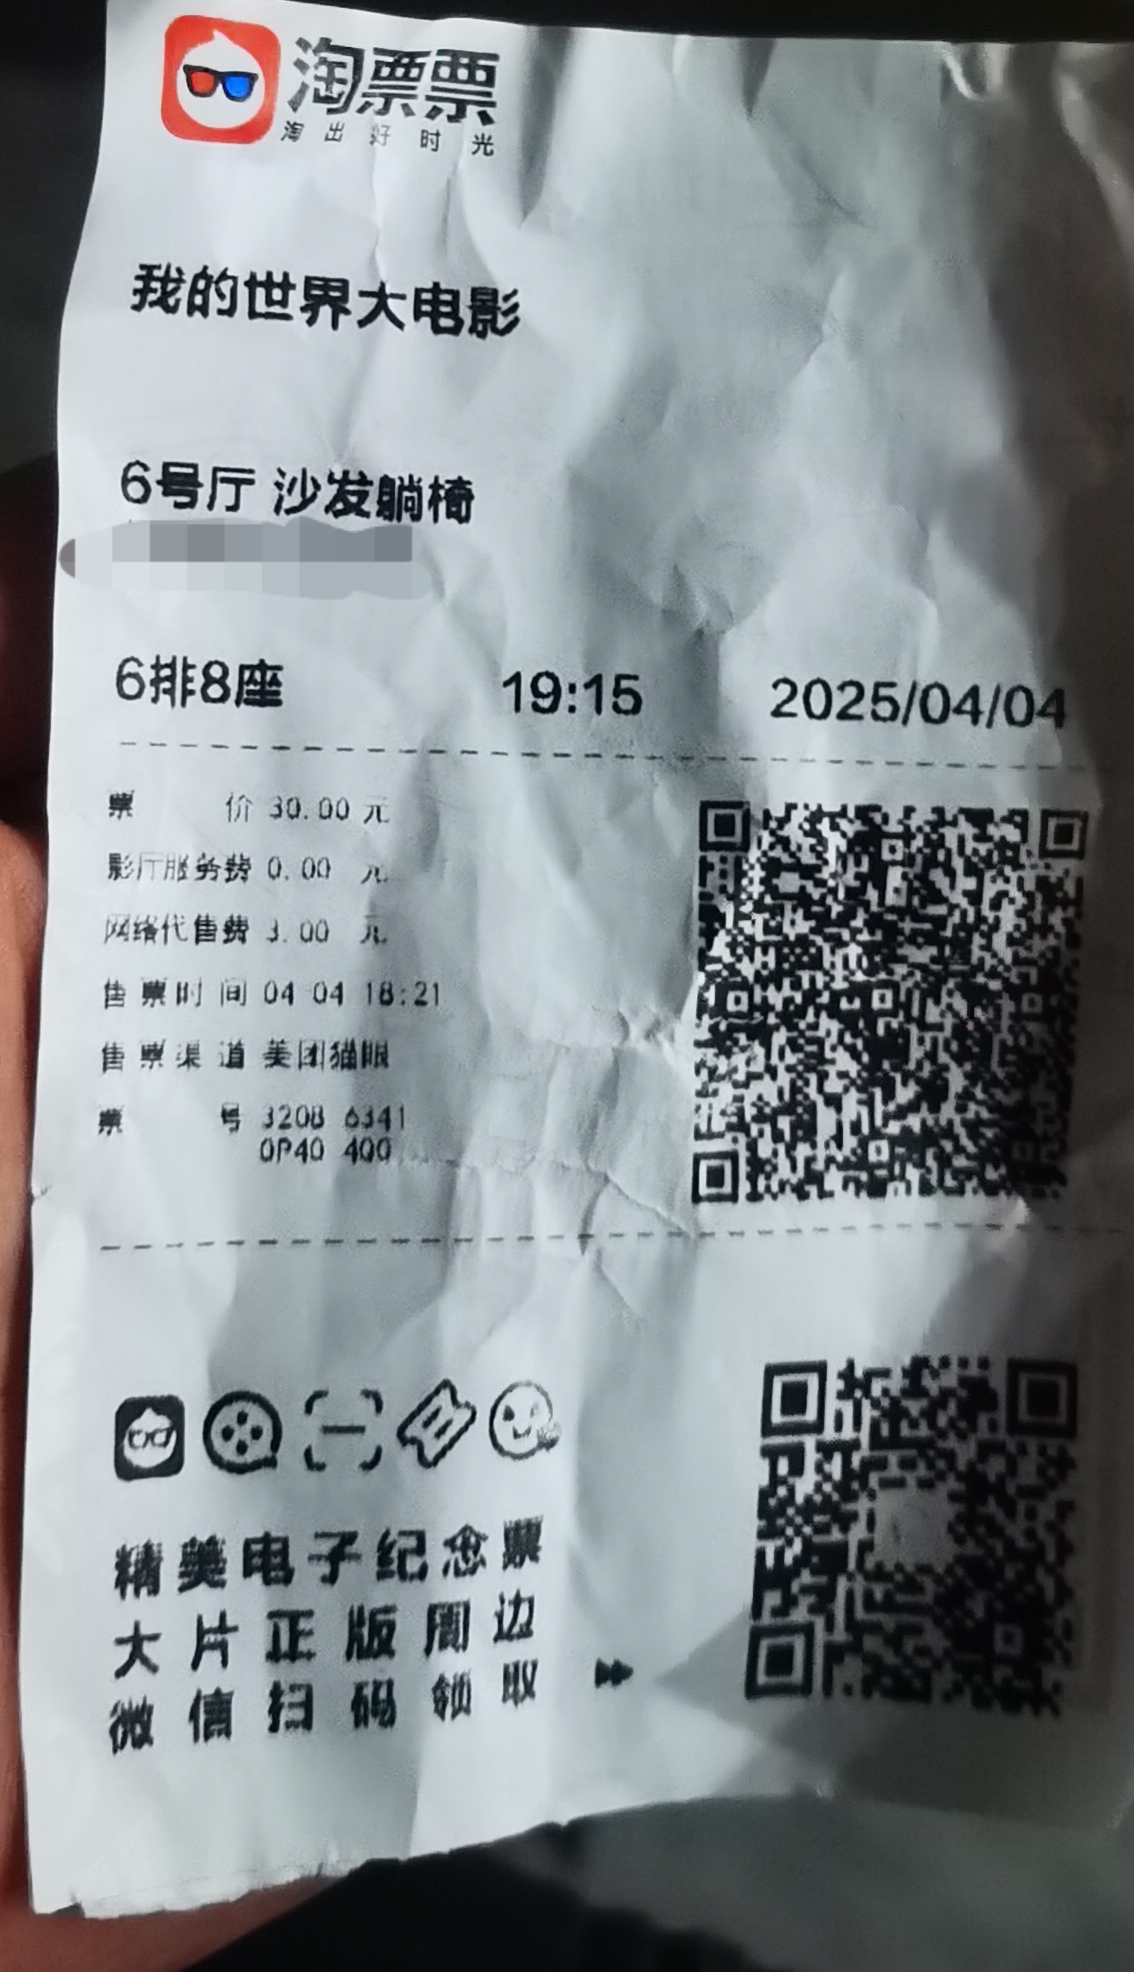 淘票票
淘出好时光
我的世界大电影
6号厅 沙发躺椅
6排8座 19:15 2025/04/04
票 价 30.00 元
影厅服务费 0.00 元
网络代售费 3.00 元
售票时间 04 04 18:21
售票渠道 美团猫眼
票 号 3208 6341
0P40 400
精美电子纪念票
大片正版周边
微信扫码领取